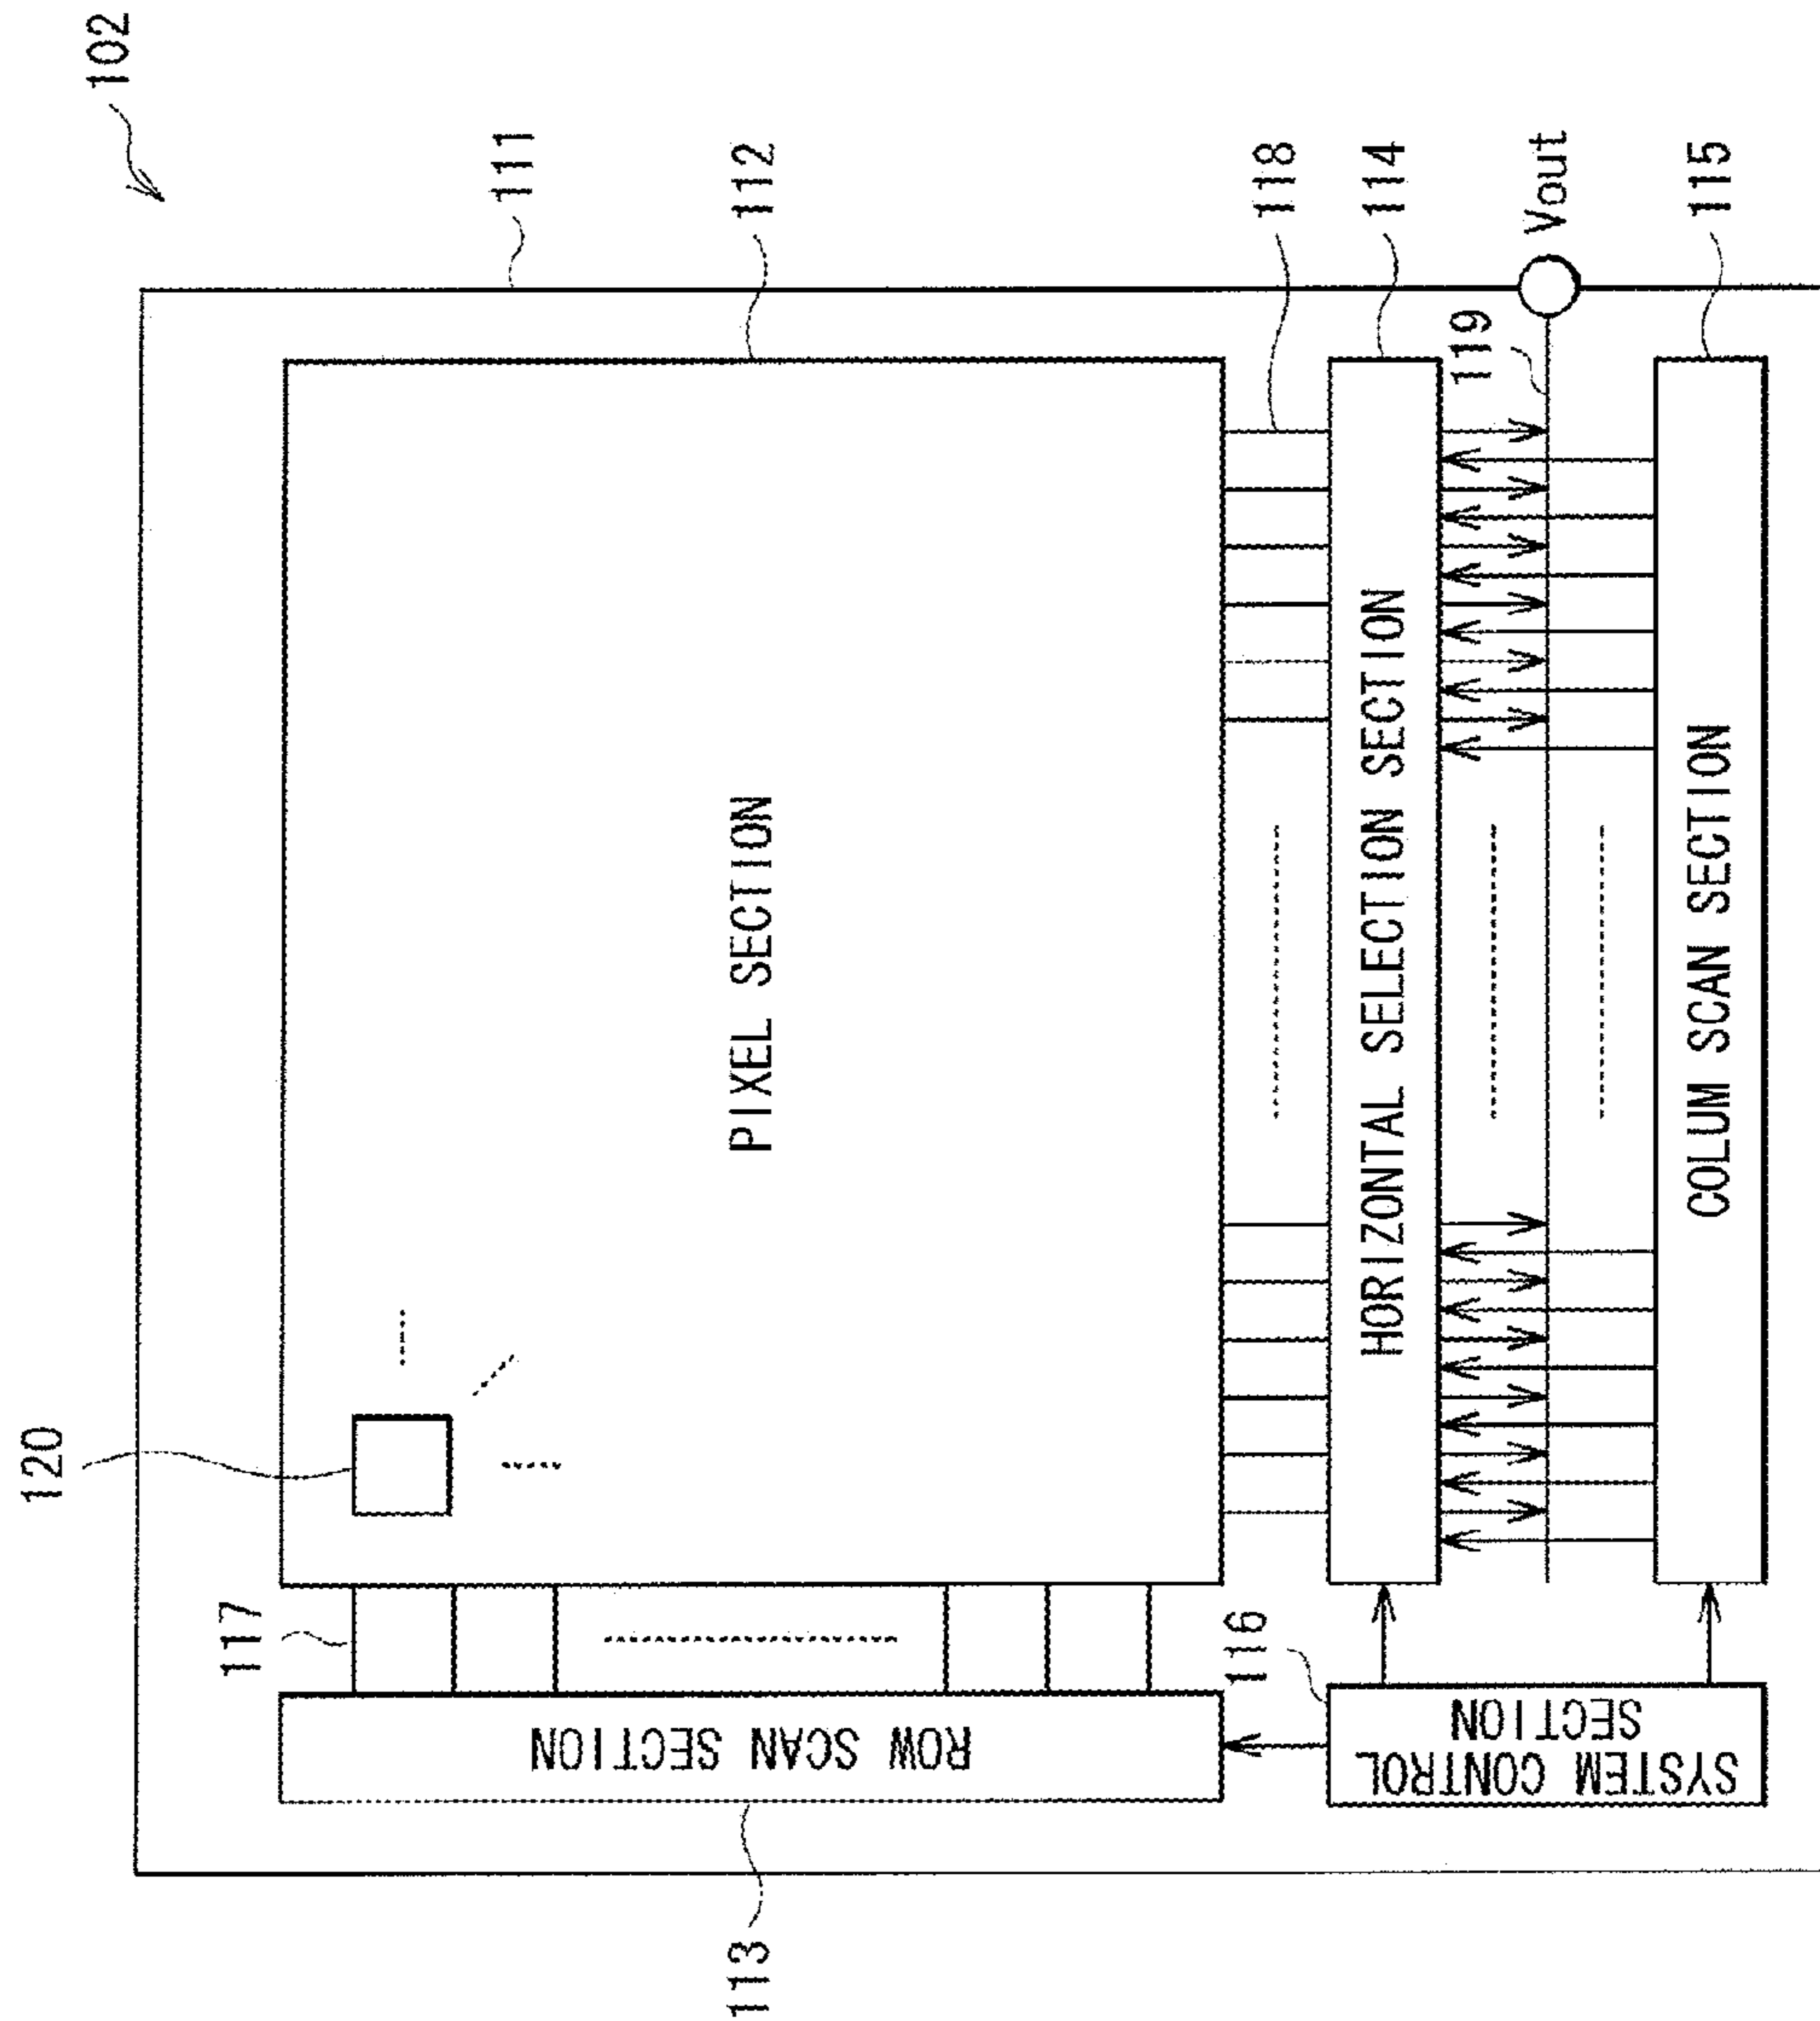 102
111
112
118
114
Vout
119
115
120
PIXEL SECTION
HORIZONTAL SELECTION SECTION
COLUM SCAN SECTION
117
116
ROW SCAN SECTION
SYSTEM CONTROL
SECTION
113